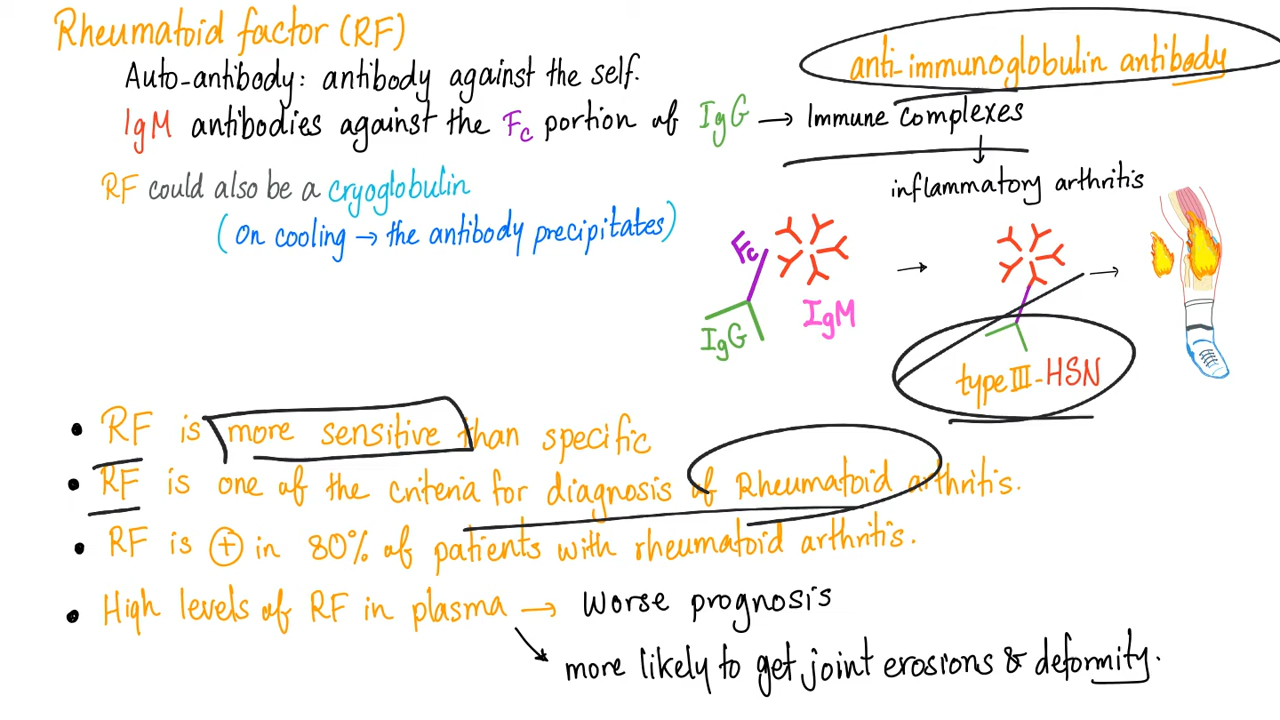 Rheumatoid factor (RF)
anti-immunoglobulin antibody
Auto-antibody: antibody against the self.
IgM antibodies against the Fc portion of IgG → Immune complexes
↓
inflammatory arthritis
RF could also be a cryoglobulin
(On cooling → the antibody precipitates)
Fc
→ →
IgG
IgM
type III-HSN
• RF is more sensitive than specific
• RF is one of the criteria for diagnosis of Rheumatoid arthritis.
• RF is ⊕ in 80% of patients with rheumatoid arthritis.
• High levels of RF in plasma → Worse prognosis
more likely to get joint erosions & deformity.